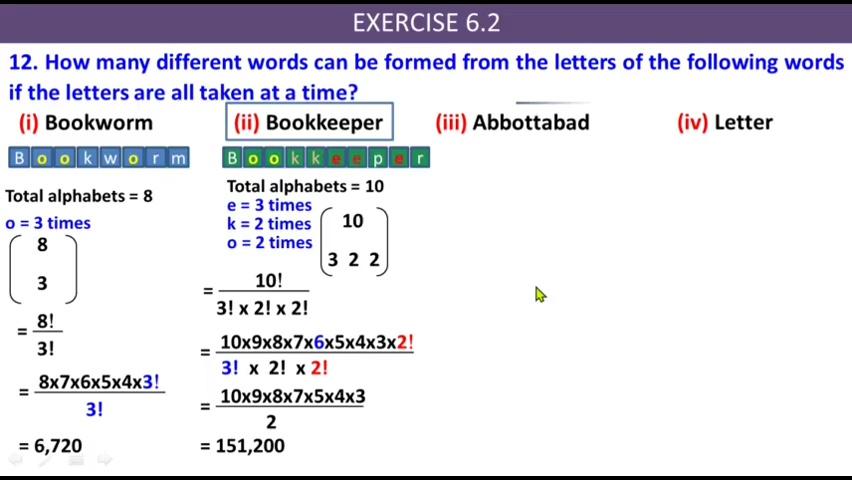 EXERCISE 6.2
12. How many different words can be formed from the letters of the following words
if the letters are all taken at a time?
(i) Bookworm
(ii) Bookkeeper
(iii) Abbottabad
(iv) Letter
B o o k w o r m
B o o k k e e p e r
Total alphabets = 8
o = 3 times
8
3
= 8!
3!
= 8x7x6x5x4x3!
3!
= 6,720
Total alphabets = 10
e = 3 times
k = 2 times
o = 2 times
10
3 2 2
= 10!
3! x 2! x 2!
= 10x9x8x7x6x5x4x3x2!
3! x 2! x 2!
= 10x9x8x7x5x4x3
2
= 151,200